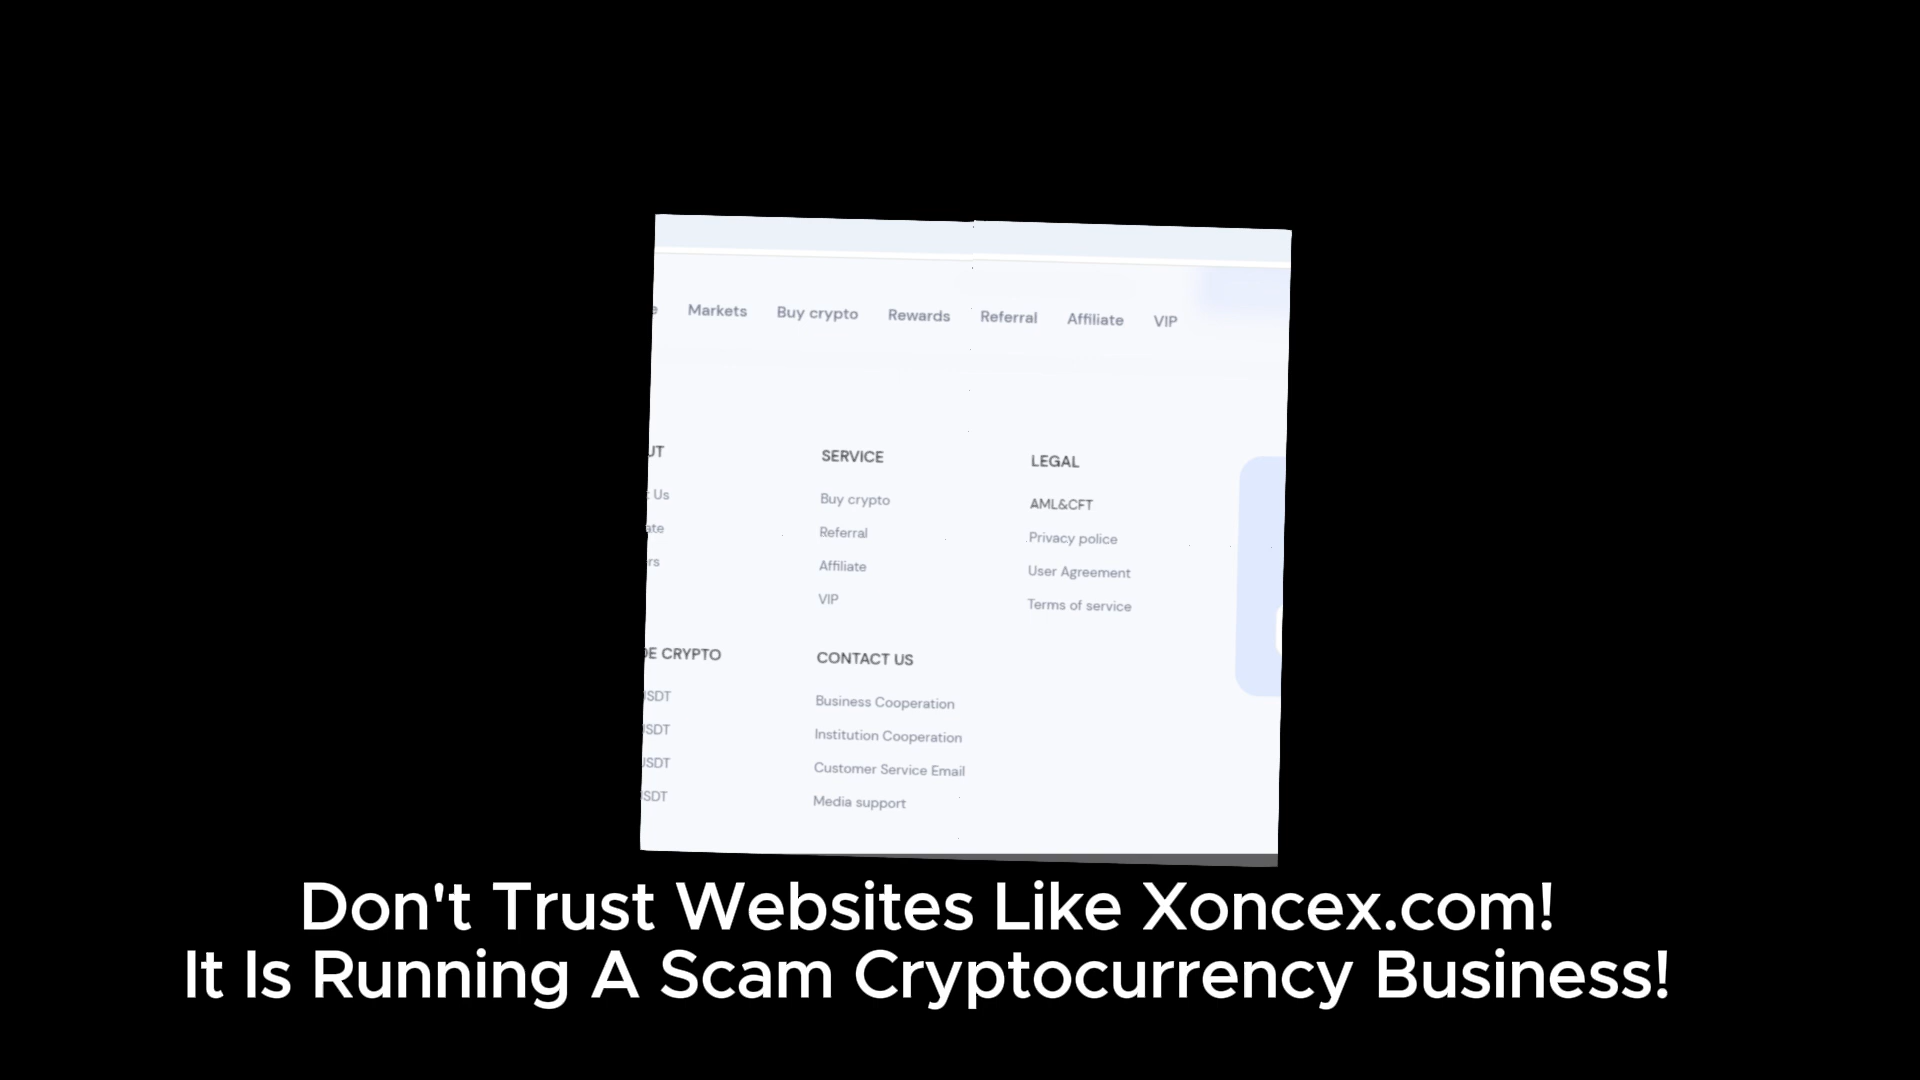 Markets Buy crypto Rewards Referral Affiliate VIP
SERVICE
Buy crypto
Referral
Affiliate
VIP
LEGAL
AML&CFT
Privacy police
User Agreement
Terms of service
CRYPTO
CONTACT US
Business Cooperation
Institution Cooperation
Customer Service Email
Media support
Don't Trust Websites Like Xoncex.com!
It Is Running A Scam Cryptocurrency Business!